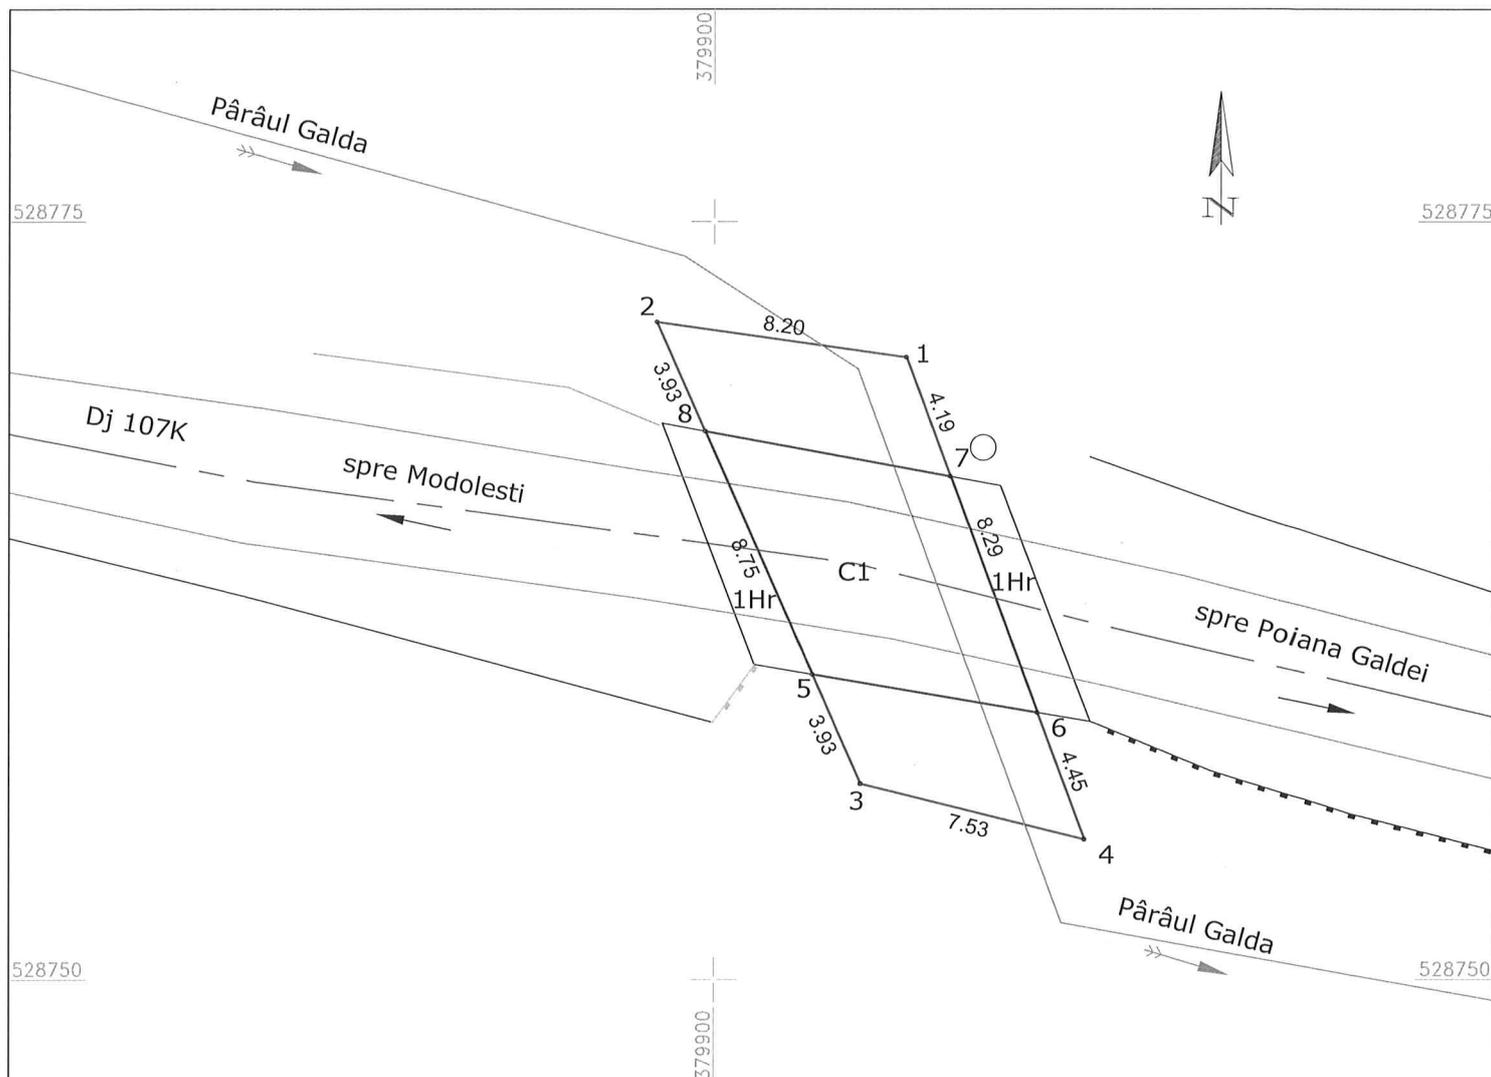 379900
Pârâul Galda
N
528775
528775
2
8.20
1
3.93
4.19
8
Dj 107K
7
spre Modolesti
8.29
8.75
C1
1Hr
1Hr
spre Poiana Galdei
5
6
3.93
4.45
3
7.53
4
Pârâul Galda
528750
528750
379900